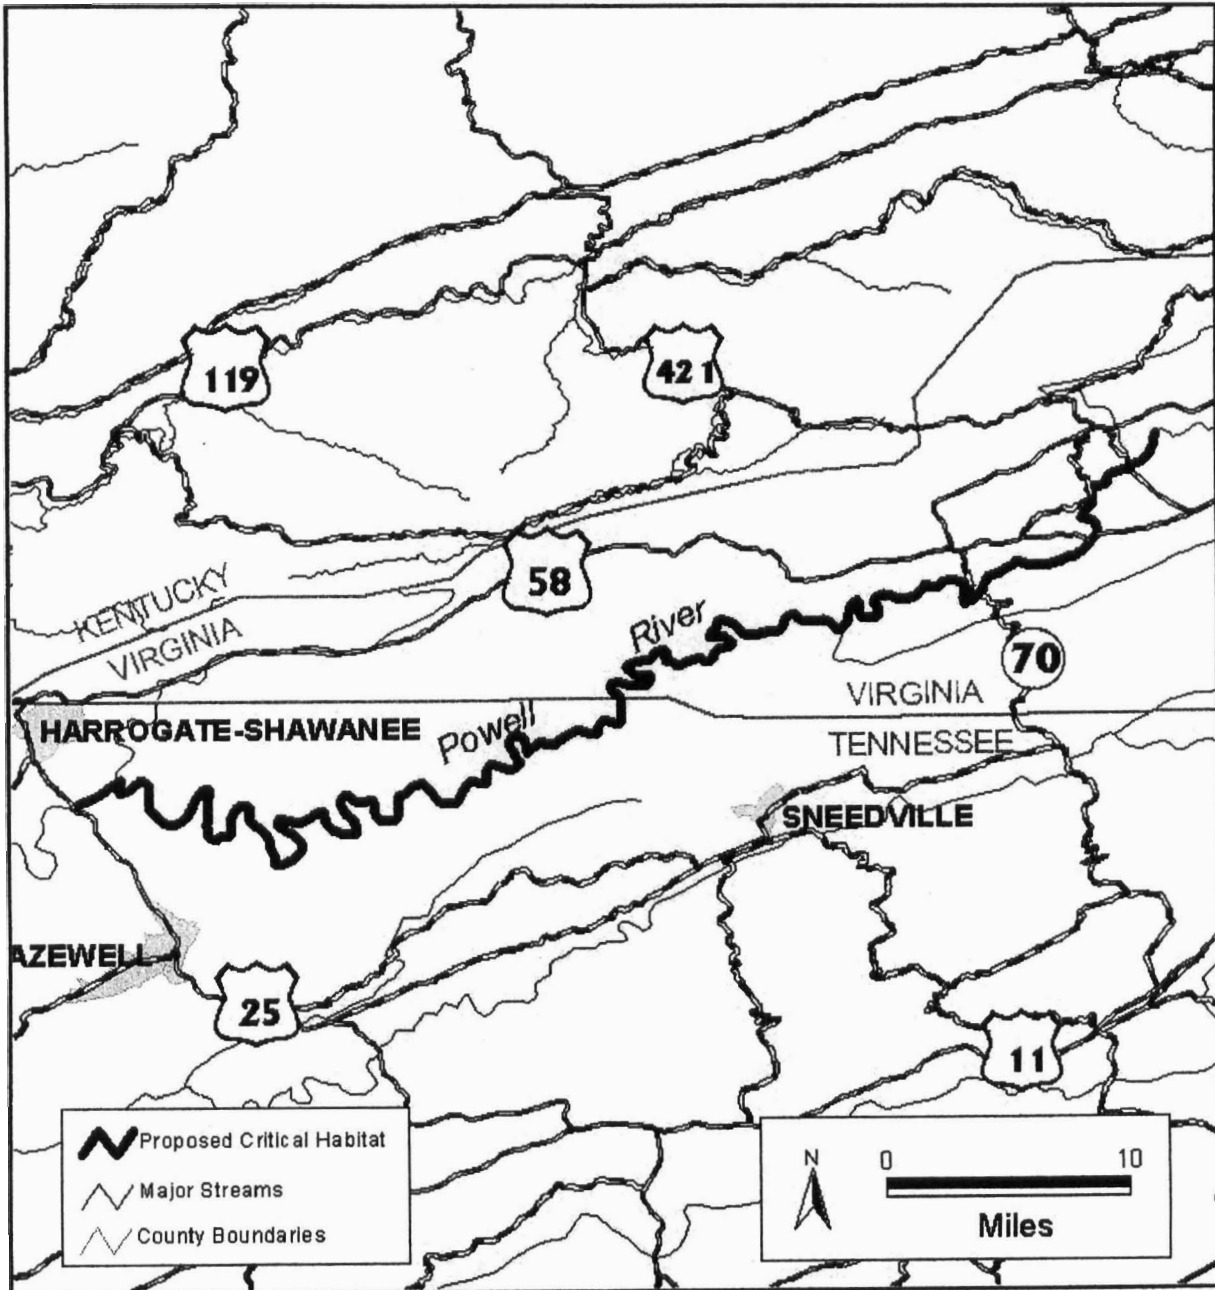 119
421
58
KENTUCKY
VIRGINIA
River
Powell
70
VIRGINIA
TENNESSEE
HARROGATE-SHAWANEE
SNEEDVILLE
AZEWELL
25
11
Proposed Critical Habitat
Major Streams
County Boundaries
N
0 10
Miles